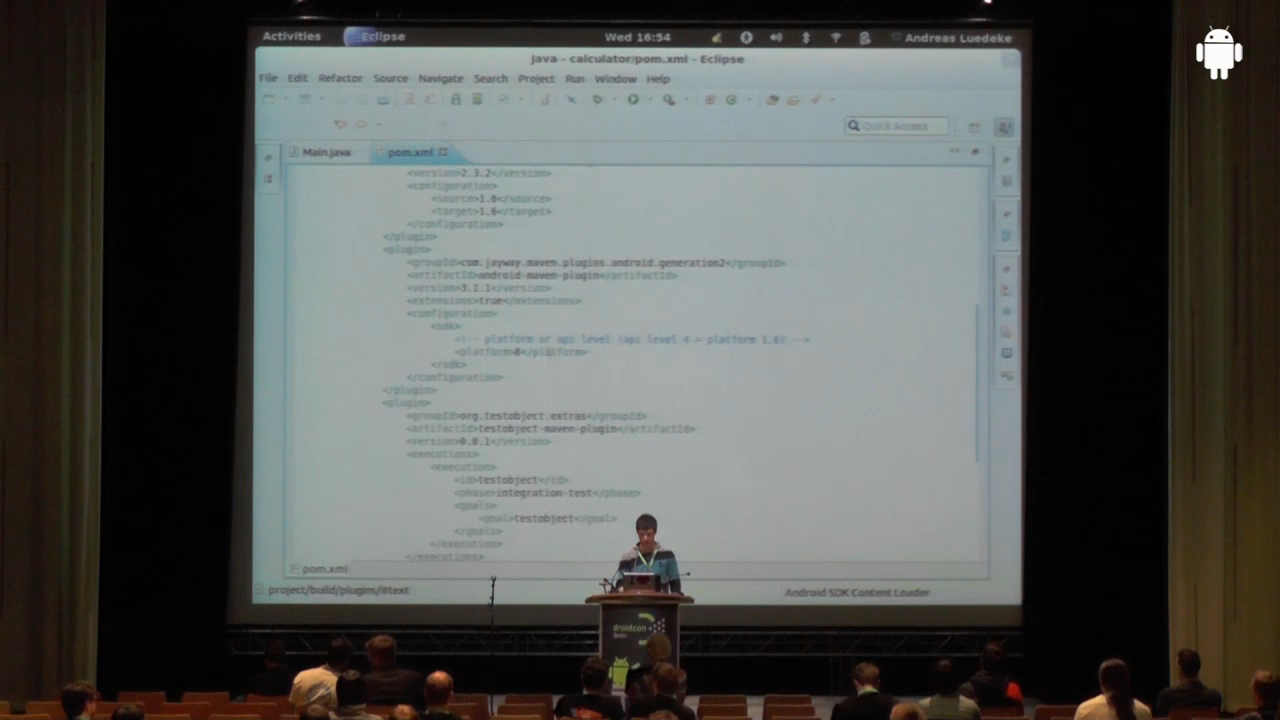 Activities Eclipse Wed 16:54 Andreas Luedeke
Java - calculator/pom.xml - Eclipse
File Edit Refactor Source Navigate Search Project Run Window Help
Quick Access
Main.java pom.xml
<version>2.3.2</version>
<configuration>
<source>1.6</source>
<target>1.6</target>
</configuration>
</plugin>
<plugin>
<groupId>com.jayway.maven.plugins.android.generation2</groupId>
<artifactId>android-maven-plugin</artifactId>
<version>3.1.1</version>
<extensions>true</extensions>
<configuration>
<sdk>
<!-- platform or api level (api level 4 = platform 1.6) -->
<platform>8</platform>
</sdk>
</configuration>
</plugin>
<plugin>
<groupId>org.testobject.extras</groupId>
<artifactId>testobject-maven-plugin</artifactId>
<version>0.0.1</version>
<executions>
<execution>
<id>testobject</id>
<phase>integration-test</phase>
<goals>
<goal>testobject</goal>
</goals>
</execution>
</executions>
pom.xml
project/build/plugins/#text Android SDK Content Loader
droidcon
Berlin